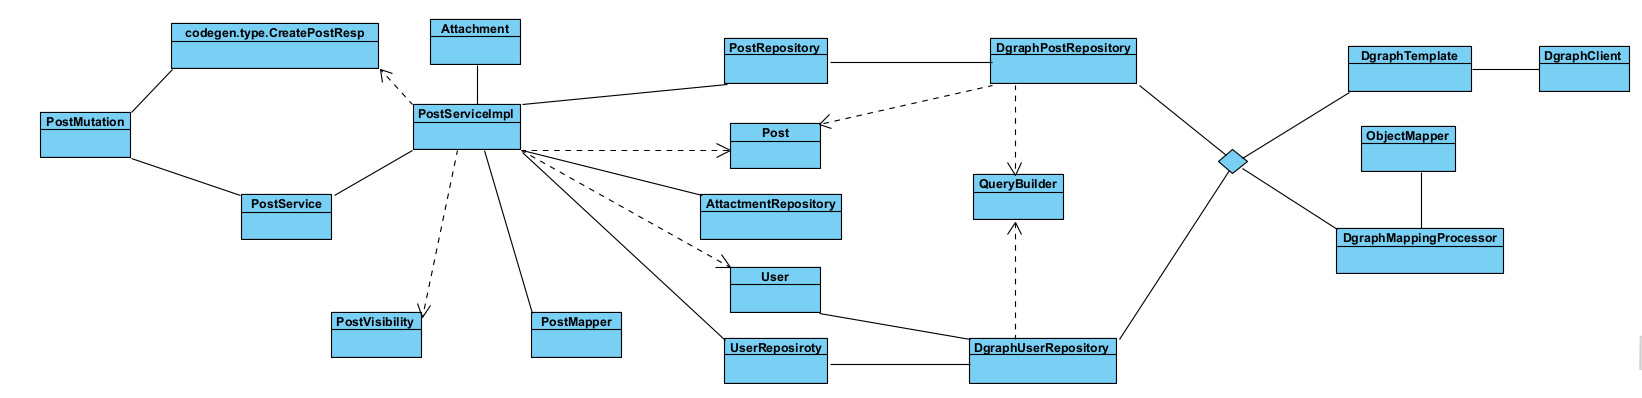 codegen.type.CreatePostResp
Attachment
PostRepository
DgraphPostRepository
DgraphTemplate
DgraphClient
PostMutation
PostServiceImpl
Post
ObjectMapper
QueryBuilder
PostService
AttactmentRepository
DgraphMappingProcessor
User
PostVisibility
PostMapper
UserReposiroty
DgraphUserRepository